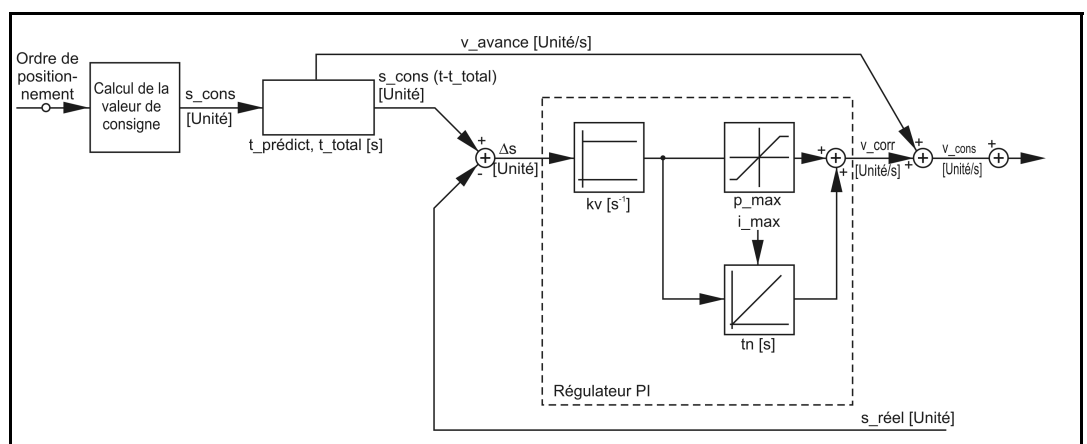 v_avance [Unité/s]
Ordre de
position-
nement
Calcul de la
valeur de
consigne
s_cons
[Unité]
s_cons (t-t_total)
[Unité]
t_prédict, t_total [s]
+
-
+
Δs
[Unité]
kv [s⁻¹]
p_max
i_max
tn [s]
+
+
+
v_corr
[Unité/s]
+
+
+
v_cons
[Unité/s]
+
+
Régulateur PI
s_réel [Unité]